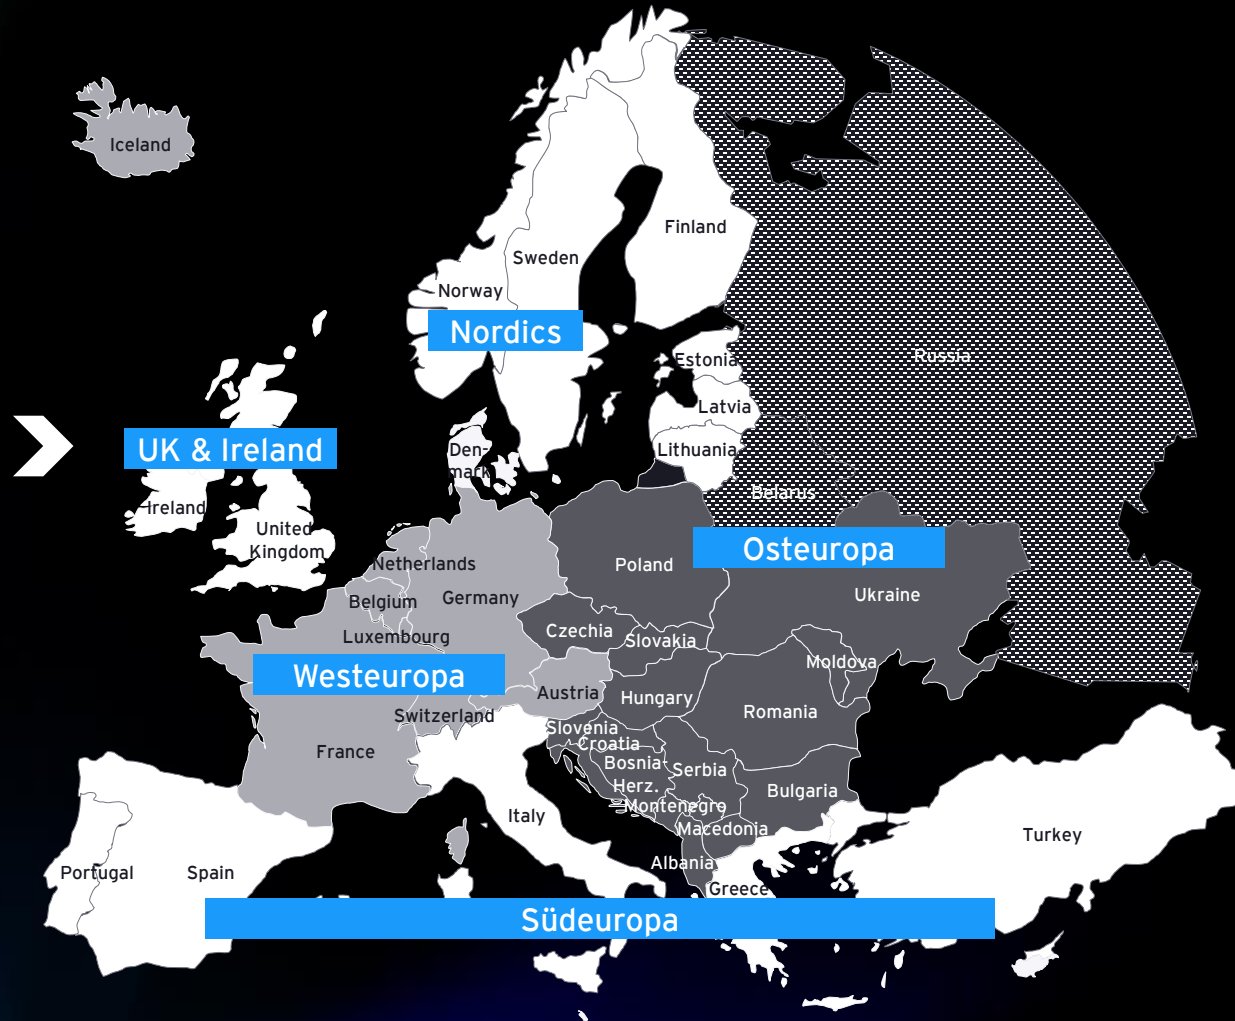 Iceland
Finland
Sweden
Norway
Nordics
Russia
Estonia
Latvia
UK & Ireland
Lithuania
Den-
mark
Belarus
Ireland
United
Kingdom
Osteuropa
Netherlands
Poland
Ukraine
Belgium
Germany
Czechia
Luxembourg
Slovakia
Moldova
Westeuropa
Austria
Hungary
Switzerland
Romania
Slovenia
Croatia
France
Bosnia-
Herz.
Serbia
Bulgaria
Montenegro
Italy
Macedonia
Turkey
Albania
Portugal
Spain
Greece
Südeuropa